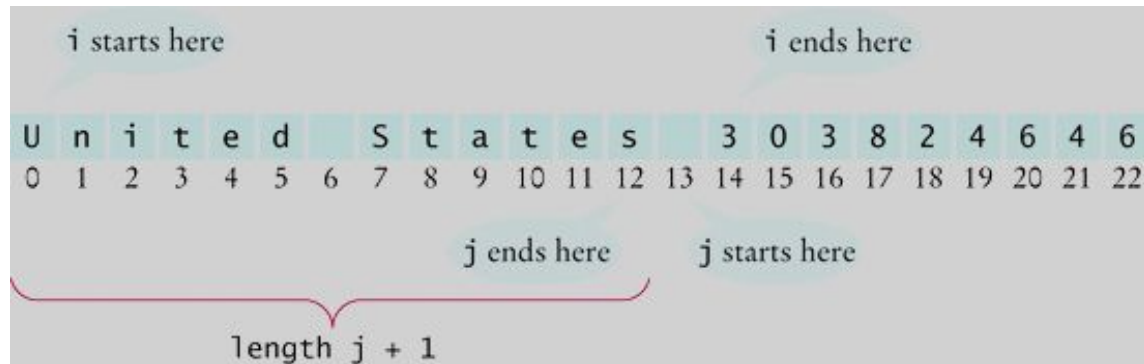 i starts here i ends here
U n i t e d S t a t e s 3 0 3 8 2 4 6 4 6
0 1 2 3 4 5 6 7 8 9 10 11 12 13 14 15 16 17 18 19 20 21 22
j ends here j starts here
length j + 1